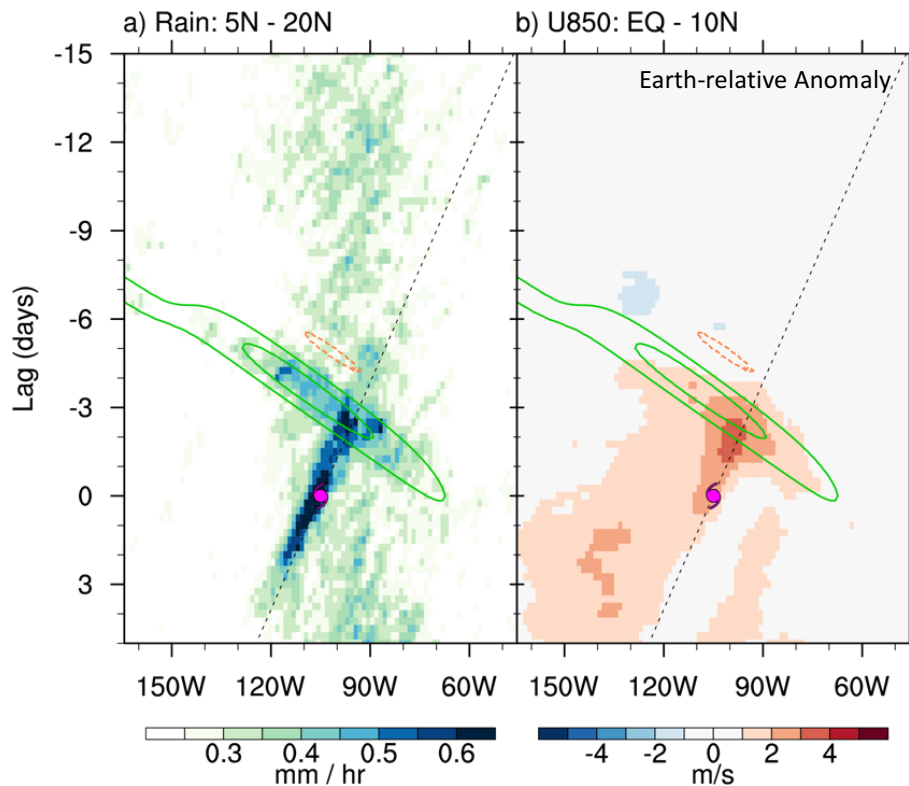 a) Rain: 5N - 20N
b) U850: EQ - 10N
Earth-relative Anomaly
Lag (days)
-15
-12
-9
-6
-3
0
3
150W 120W 90W 60W
150W 120W 90W 60W
0.3 0.4 0.5 0.6
mm / hr
-4 -2 0 2 4
m/s